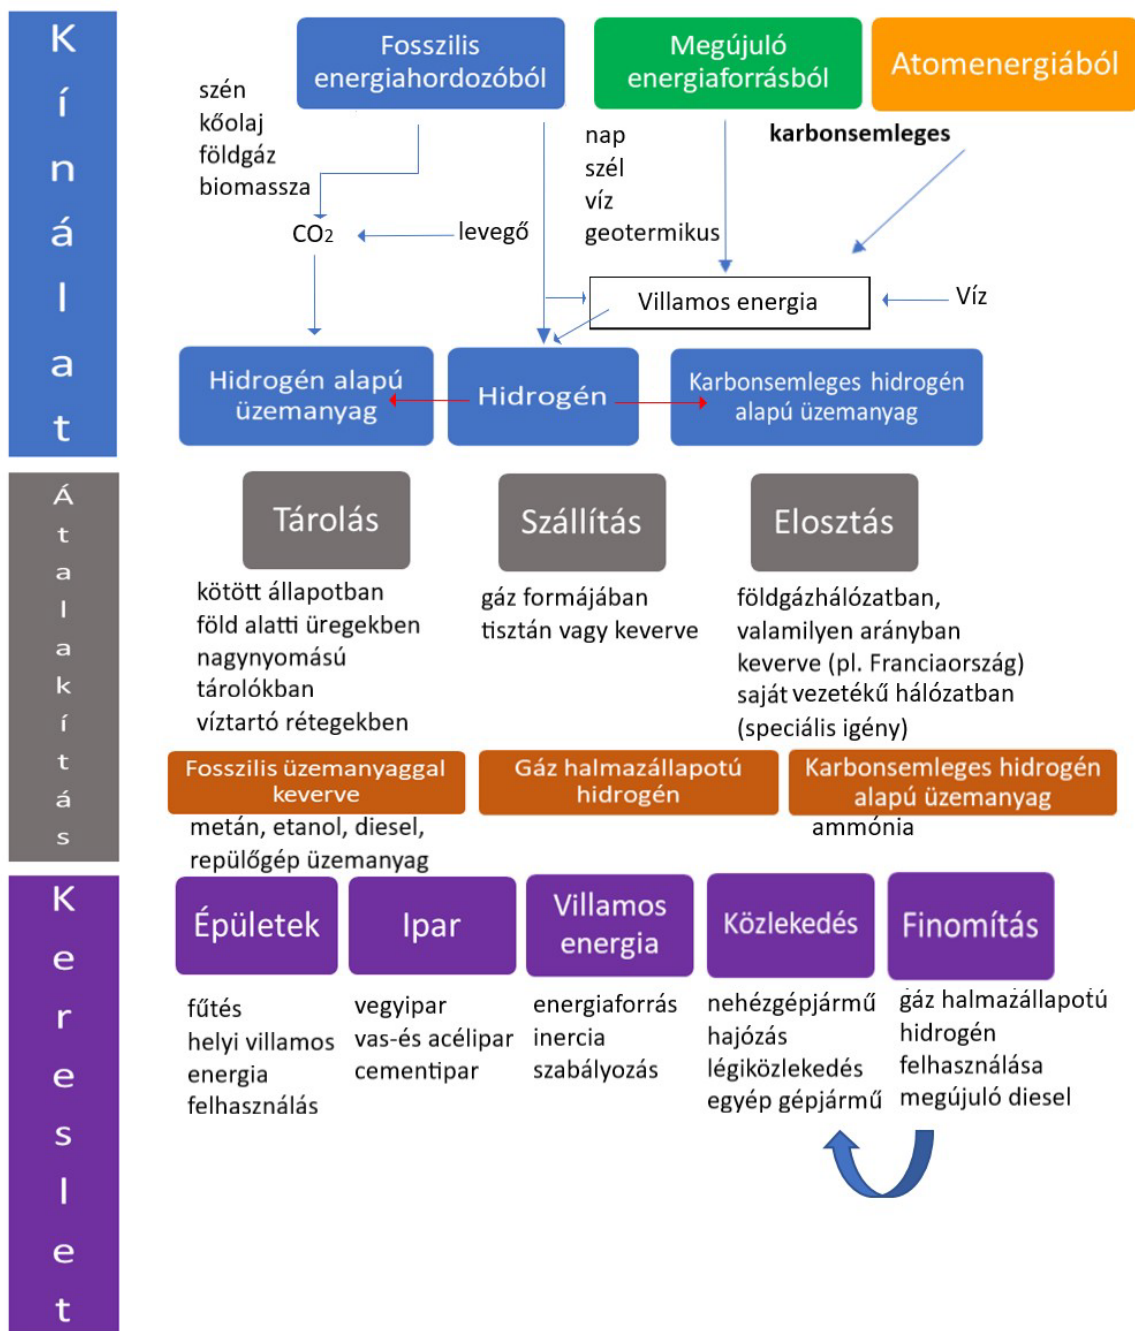 Kínálat
Fosszilis
energiahordozóból
Megújuló
energiaforrásból
Atomenergiából
szén
kőolaj
földgáz
biomassza
nap
szél
víz
geotermikus
karbonsemleges
CO2
levegő
Villamos energia
Víz
Hidrogén alapú
üzemanyag
Hidrogén
Karbonsemleges hidrogén
alapú üzemanyag
Átalakítás
Tárolás
Szállítás
Elosztás
kötött állapotban
föld alatti üregekben
nagynyomású
tárolókban
víztartó rétegekben
gáz formájában
tisztán vagy keverve
földgázhálózatban,
valamilyen arányban
keverve (pl. Franciaország)
saját vezetékű hálózatban
(speciális igény)
Fosszilis üzemanyaggal
keverve
Gáz halmazállapotú
hidrogén
Karbonsemleges hidrogén
alapú üzemanyag
metán, etanol, diesel,
repülőgép üzemanyag
ammónia
Kereslet
Épületek
Ipar
Villamos
energia
Közlekedés
Finomítás
fűtés
helyi villamos
energia
felhasználás
vegyipar
vas-és acélipar
cementipar
energiaforrás
inercia
szabályozás
nehézgépjármű
hajózás
légiközlekedés
egyép gépjármű
gáz halmazállapotú
hidrogén
felhasználása
megújuló diesel